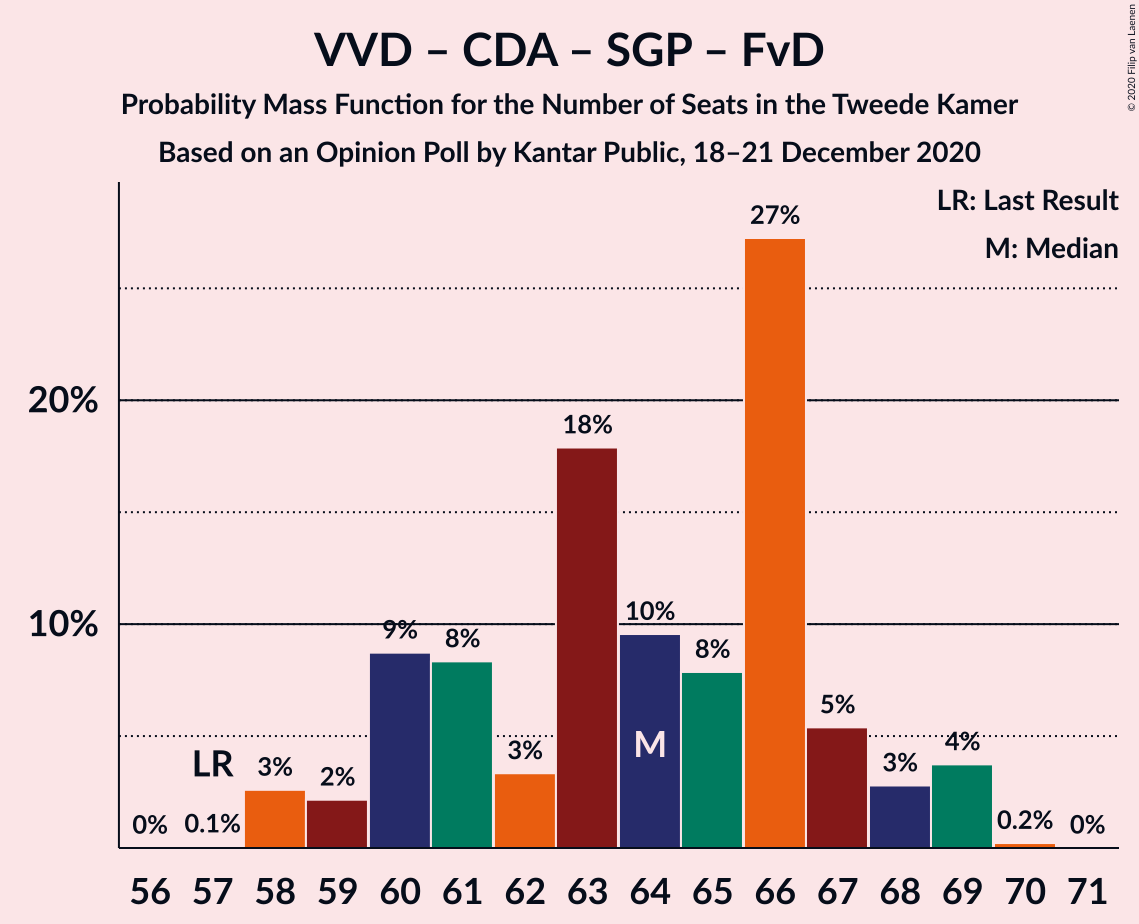 VVD – CDA – SGP – FvD
Probability Mass Function for the Number of Seats in the Tweede Kamer
Based on an Opinion Poll by Kantar Public, 18–21 December 2020
© 2020 Filip van Laenen
LR: Last Result
M: Median
27%
20%
18%
10%
10%
9%
8%
8%
5%
LR
3%
2%
3%
M
3%
4%
0%
0.1%
0.2%
0%
56 57 58 59 60 61 62 63 64 65 66 67 68 69 70 71